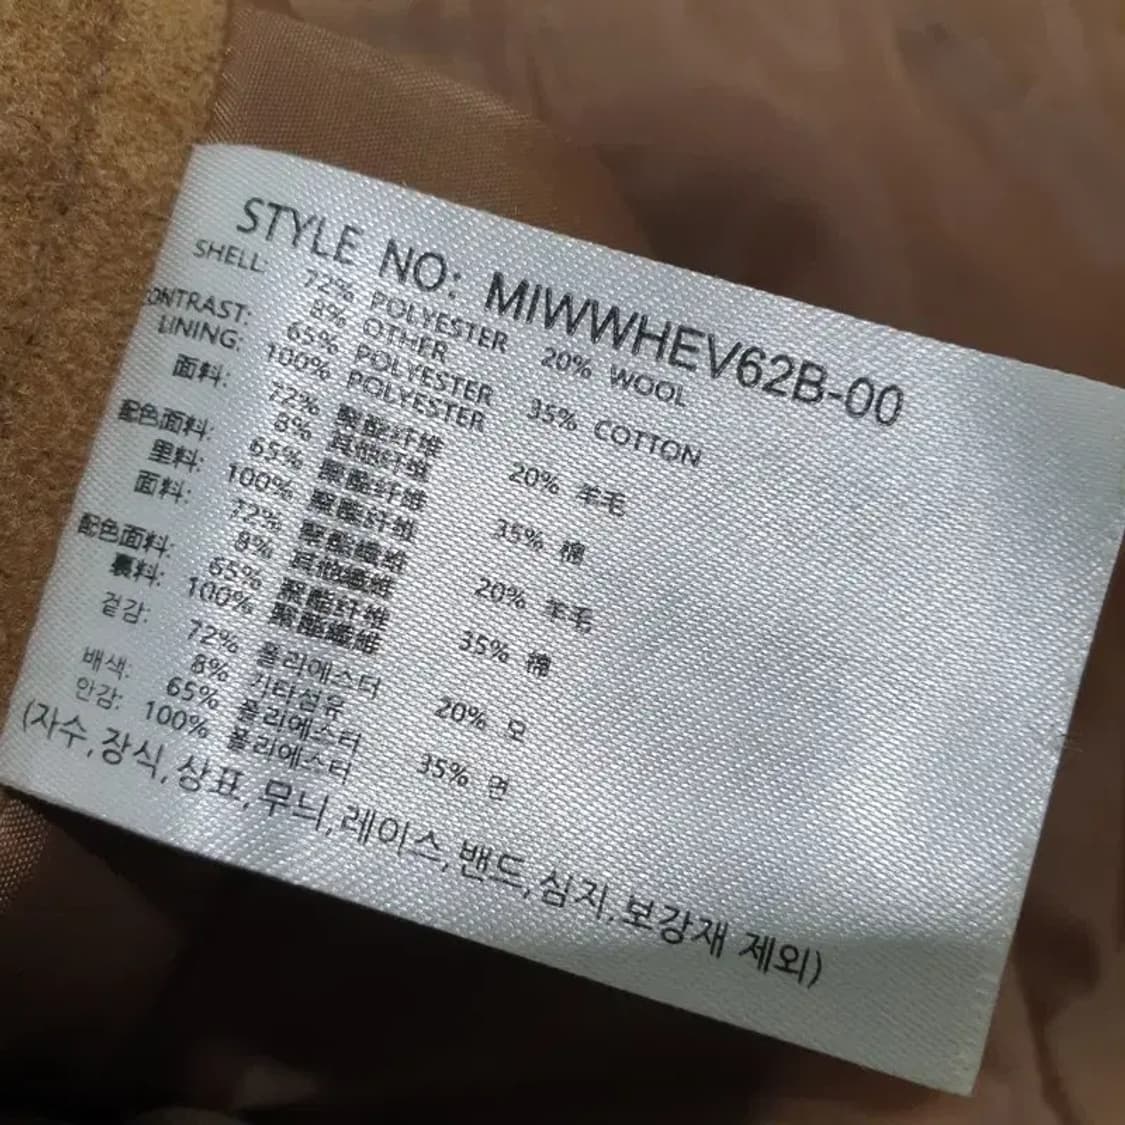 STYLE NO: MIWWHEV62B-00
SHELL: 72% POLYESTER 20% WOOL
8% OTHER
CONTRAST: 65% POLYESTER 35% COTTON
LINING: 100% POLYESTER
面料: 72% 聚酯纤维 20% 羊毛
8% 其他纤维
配色面料: 65% 聚酯纤维 35% 棉
里料: 100% 聚酯纤维
面料: 72% 聚酯纖维 20% 羊毛
8% 其他纖维
配色面料: 65% 聚酯纤维 35% 棉
裏料: 100% 聚酯纖维
겉감: 72% 폴리에스터 20% 모
8% 기타섬유
배색: 65% 폴리에스터 35% 면
안감: 100% 폴리에스터
(자수,장식,상표,무늬,레이스,밴드,심지,보강재 제외)